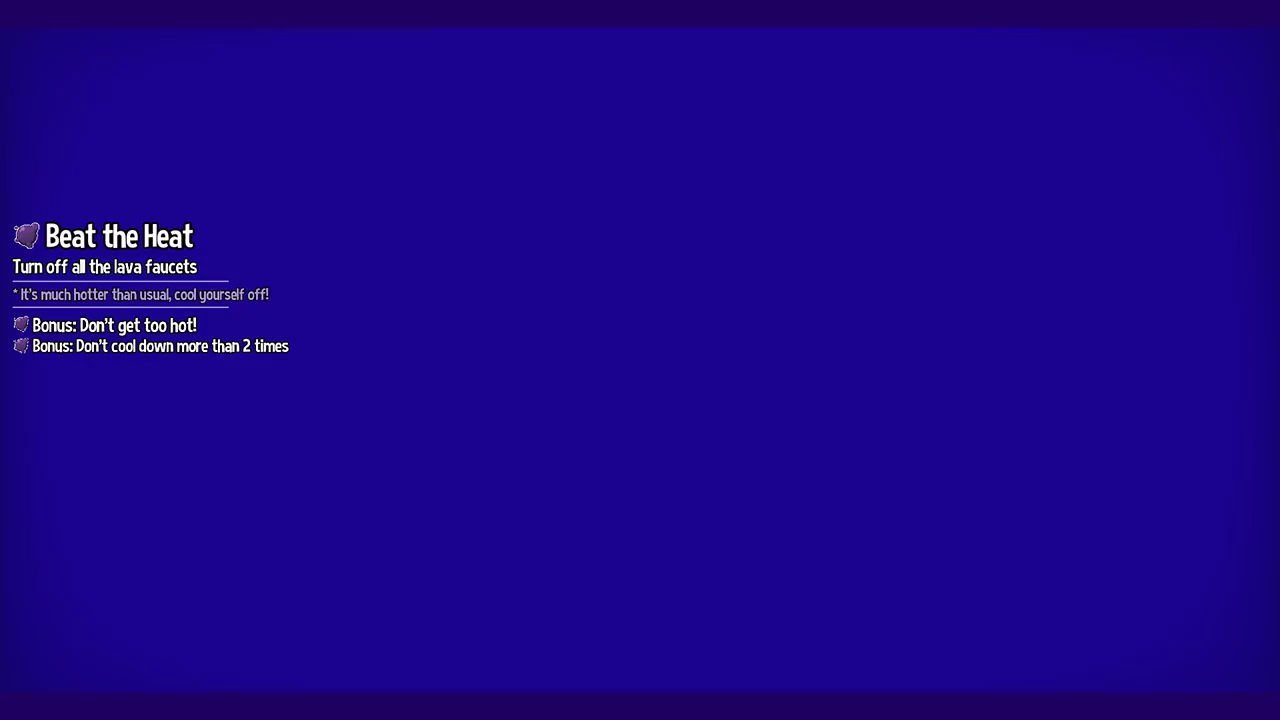 Beat the Heat
Turn off all the lava faucets
* It's much hotter than usual, cool yourself off!
Bonus: Don't get too hot!
Bonus: Don't cool down more than 2 times